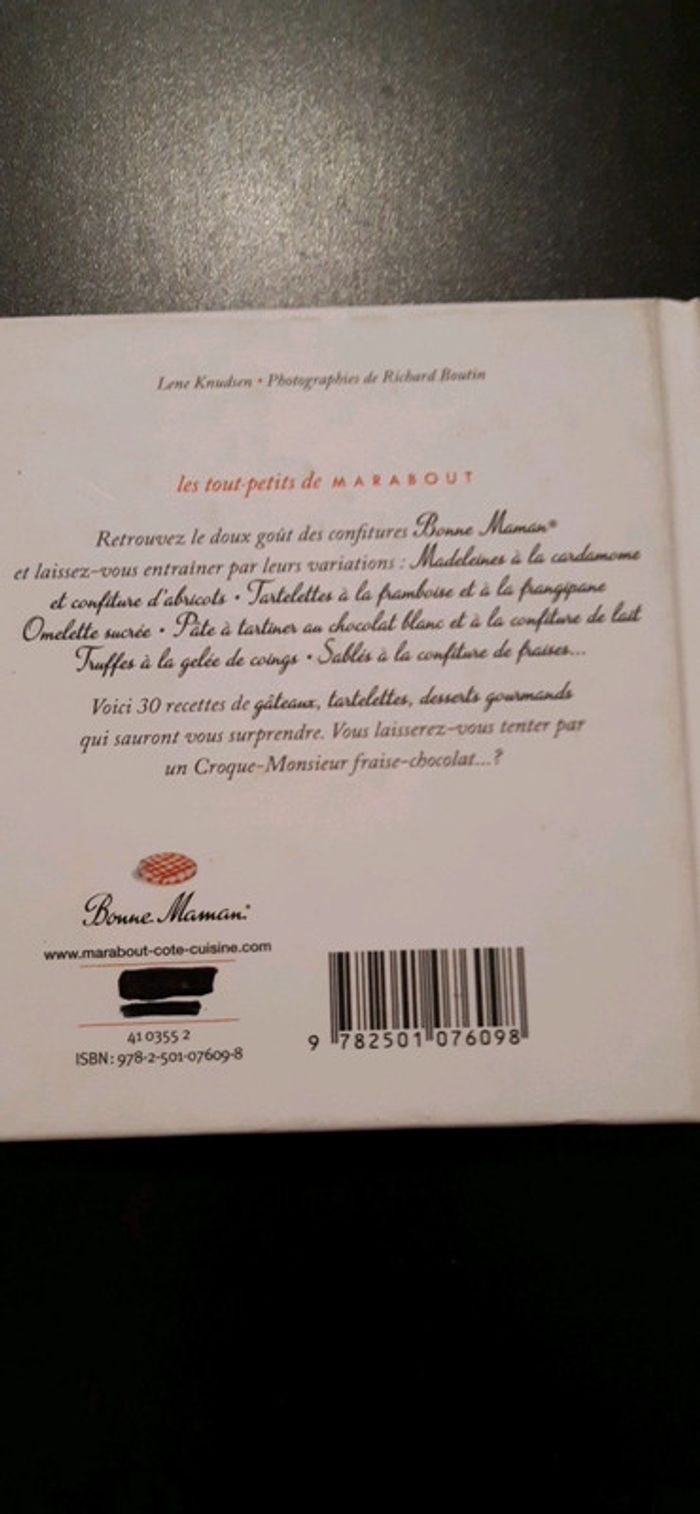 Lene Knudsen • Photographies de Richard Boutin
les tout-petits de MARABOUT
Retrouvez le doux goût des confitures Bonne Maman®
et laissez-vous entraîner par leurs variations : Madeleines à la cardamome
et confiture d'abricots • Tartelettes à la framboise et à la frangipane
Omelette sucrée • Pâte à tartiner au chocolat blanc et à la confiture de lait
Truffes à la gelée de coings • Sablés à la confiture de fraises...
Voici 30 recettes de gâteaux, tartelettes, desserts gourmands
qui sauront vous surprendre. Vous laisserez-vous tenter par
un Croque-Monsieur fraise-chocolat...?
Bonne Maman®
www.marabout-cote-cuisine.com
41 0355 2
ISBN : 978-2-501-07609-8
9 782501 076098